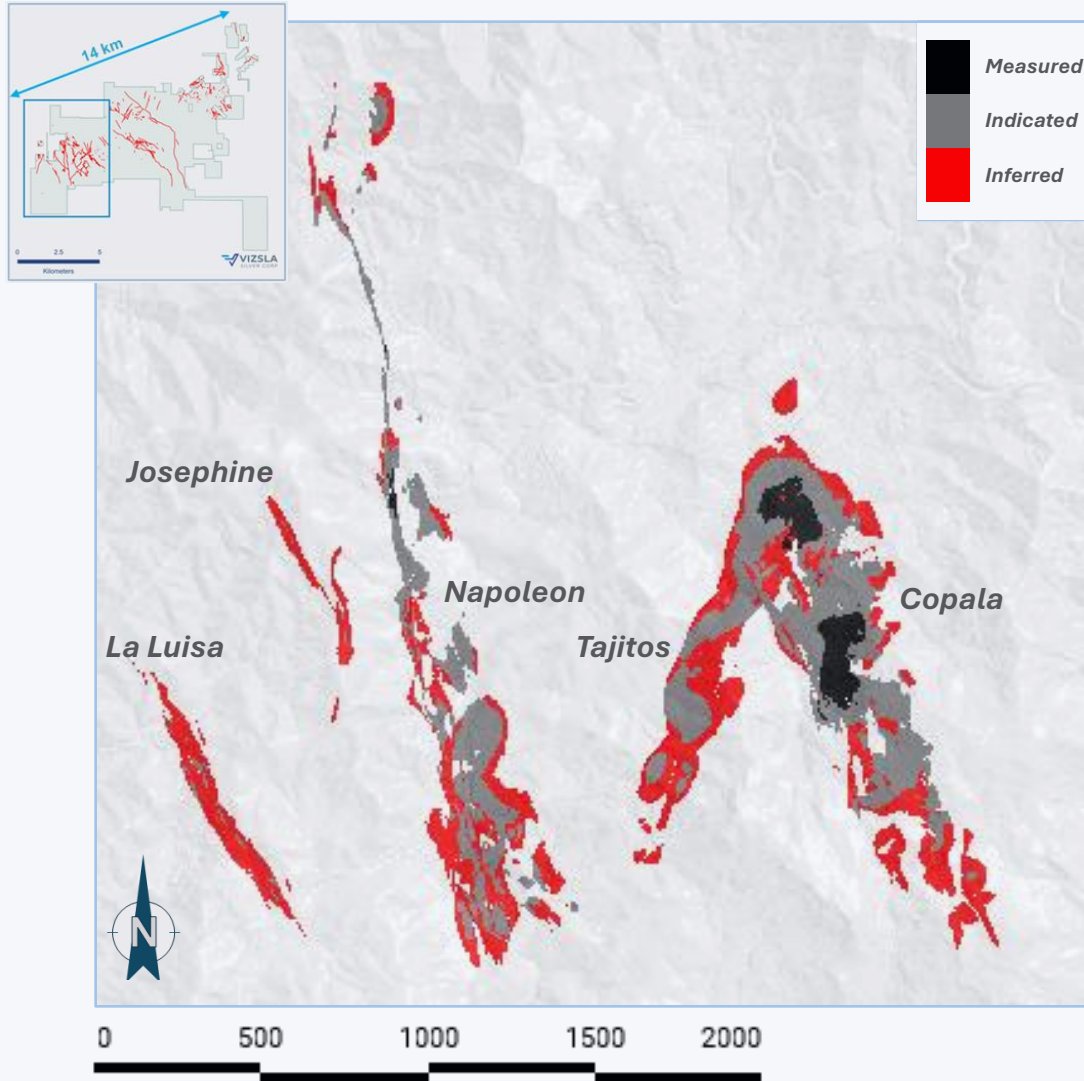 14 km
0 2.5 5
Kilometers
VIZSLA
SILVER CORP
Measured
Indicated
Inferred
Josephine
Napoleon
Copala
La Luisa
Tajitos
N
0 500 1000 1500 2000